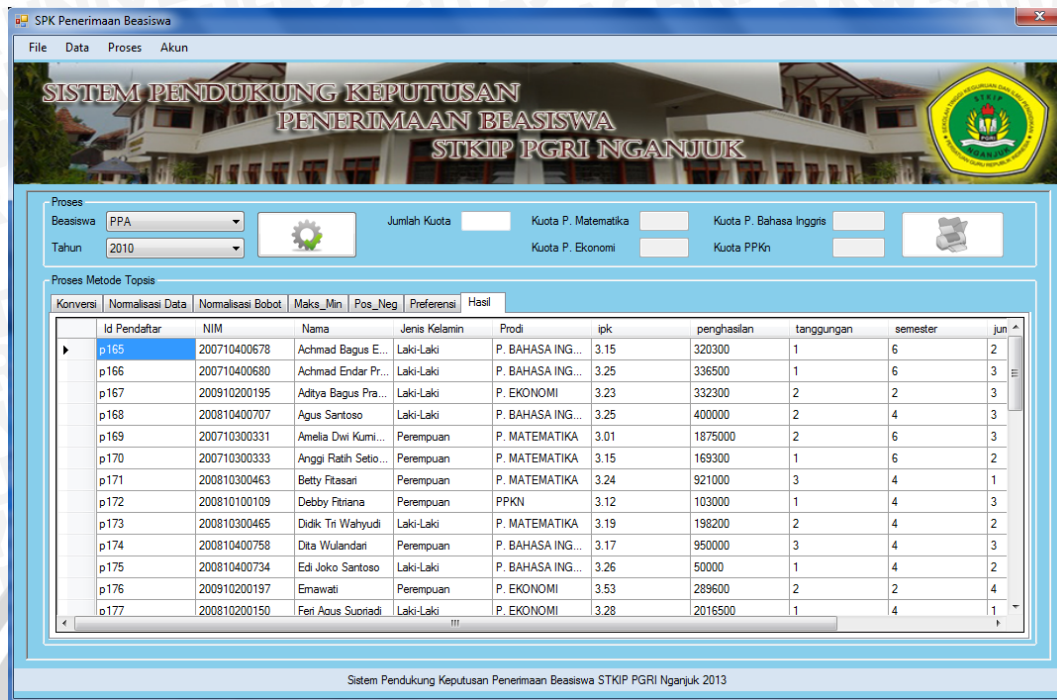 SPK Penerimaan Beasiswa
File Data Proses Akun
SISTEM PENDUKUNG KEPUTUSAN
PENERIMAAN BEASISWA
STKIP PGRI NGANJUK
STKIP
PGRI
NGANJUK
Proses
Beasiswa PPA Jumlah Kuota Kuota P. Matematika Kuota P. Bahasa Inggris
Tahun 2010 Kuota P. Ekonomi Kuota PPKn
Proses Metode Topsis
Konversi Normalisasi Data Normalisasi Bobot Maks_Min Pos_Neg Preferensi Hasil
Id Pendaftar NIM Nama Jenis Kelamin Prodi ipk penghasilan tanggungan semester jun
p165 200710400678 Achmad Bagus E... Laki-Laki P. BAHASA ING... 3.15 320300 1 6 2
p166 200710400680 Achmad Endar Pr... Laki-Laki P. BAHASA ING... 3.25 336500 1 6 3
p167 200910200195 Aditya Bagus Pra... Laki-Laki P. EKONOMI 3.23 332300 2 2 3
p168 200810400707 Agus Santoso Laki-Laki P. BAHASA ING... 3.25 400000 2 4 3
p169 200710300331 Amelia Dwi Kurni... Perempuan P. MATEMATIKA 3.01 1875000 2 6 3
p170 200710300333 Anggi Ratih Setio... Perempuan P. MATEMATIKA 3.15 169300 1 6 2
p171 200810300463 Betty Fitasari Perempuan P. MATEMATIKA 3.24 921000 3 4 1
p172 200810100109 Debby Fitriana Perempuan PPKN 3.12 103000 1 4 3
p173 200810300465 Didik Tri Wahyudi Laki-Laki P. MATEMATIKA 3.19 198200 2 4 2
p174 200810400758 Dita Wulandari Perempuan P. BAHASA ING... 3.17 950000 3 4 3
p175 200810400734 Edi Joko Santoso Laki-Laki P. BAHASA ING... 3.26 50000 1 4 2
p176 200910200197 Ernawati Perempuan P. EKONOMI 3.53 289600 2 2 4
p177 200810200150 Feri Agus Supriadi Laki-Laki P. EKONOMI 3.28 2016500 1 4 1
Sistem Pendukung Keputusan Penerimaan Beasiswa STKIP PGRI Nganjuk 2013